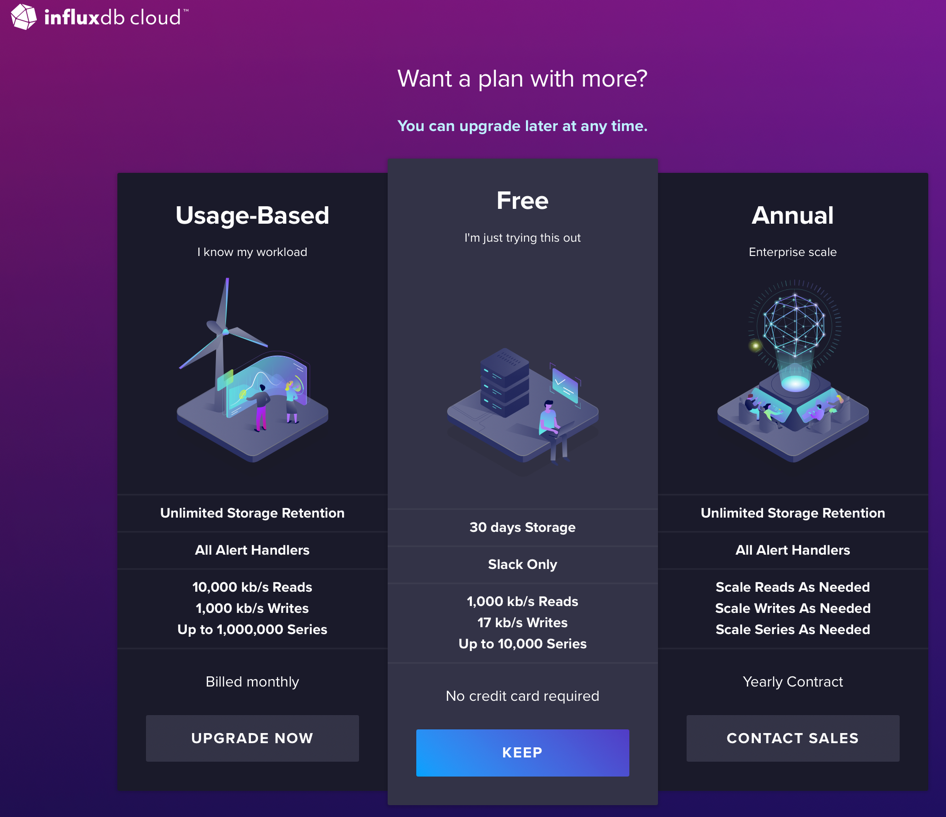 influxdb cloud™
Want a plan with more?
You can upgrade later at any time.
Usage-Based
I know my workload
Unlimited Storage Retention
All Alert Handlers
10,000 kb/s Reads
1,000 kb/s Writes
Up to 1,000,000 Series
Billed monthly
UPGRADE NOW
Free
I'm just trying this out
30 days Storage
Slack Only
1,000 kb/s Reads
17 kb/s Writes
Up to 10,000 Series
No credit card required
KEEP
Annual
Enterprise scale
Unlimited Storage Retention
All Alert Handlers
Scale Reads As Needed
Scale Writes As Needed
Scale Series As Needed
Yearly Contract
CONTACT SALES